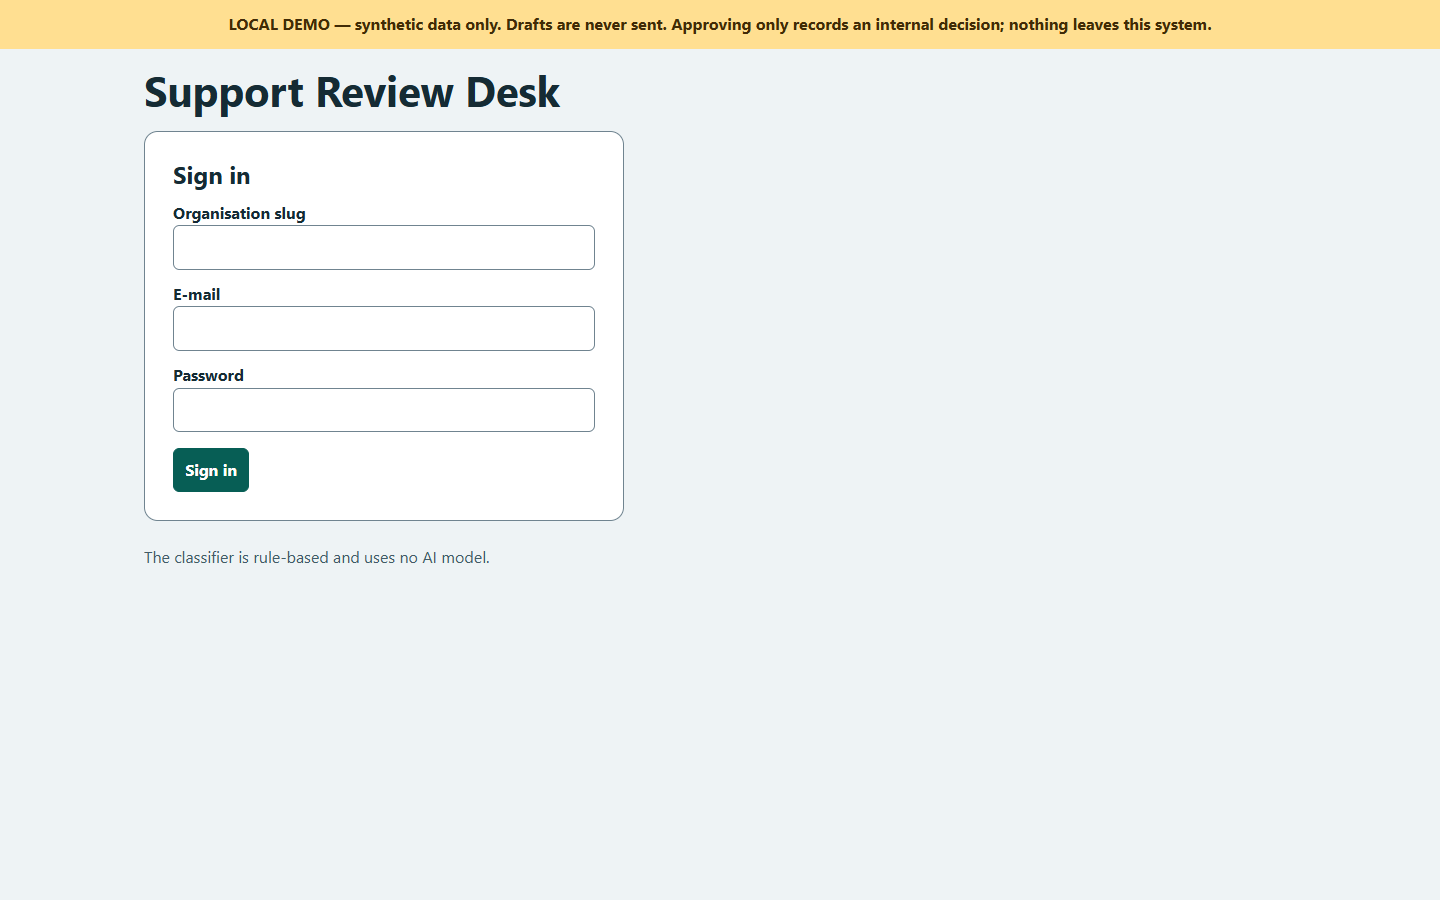 LOCAL DEMO — synthetic data only. Drafts are never sent. Approving only records an internal decision; nothing leaves this system.
Support Review Desk
Sign in
Organisation slug
E-mail
Password
Sign in
The classifier is rule-based and uses no AI model.